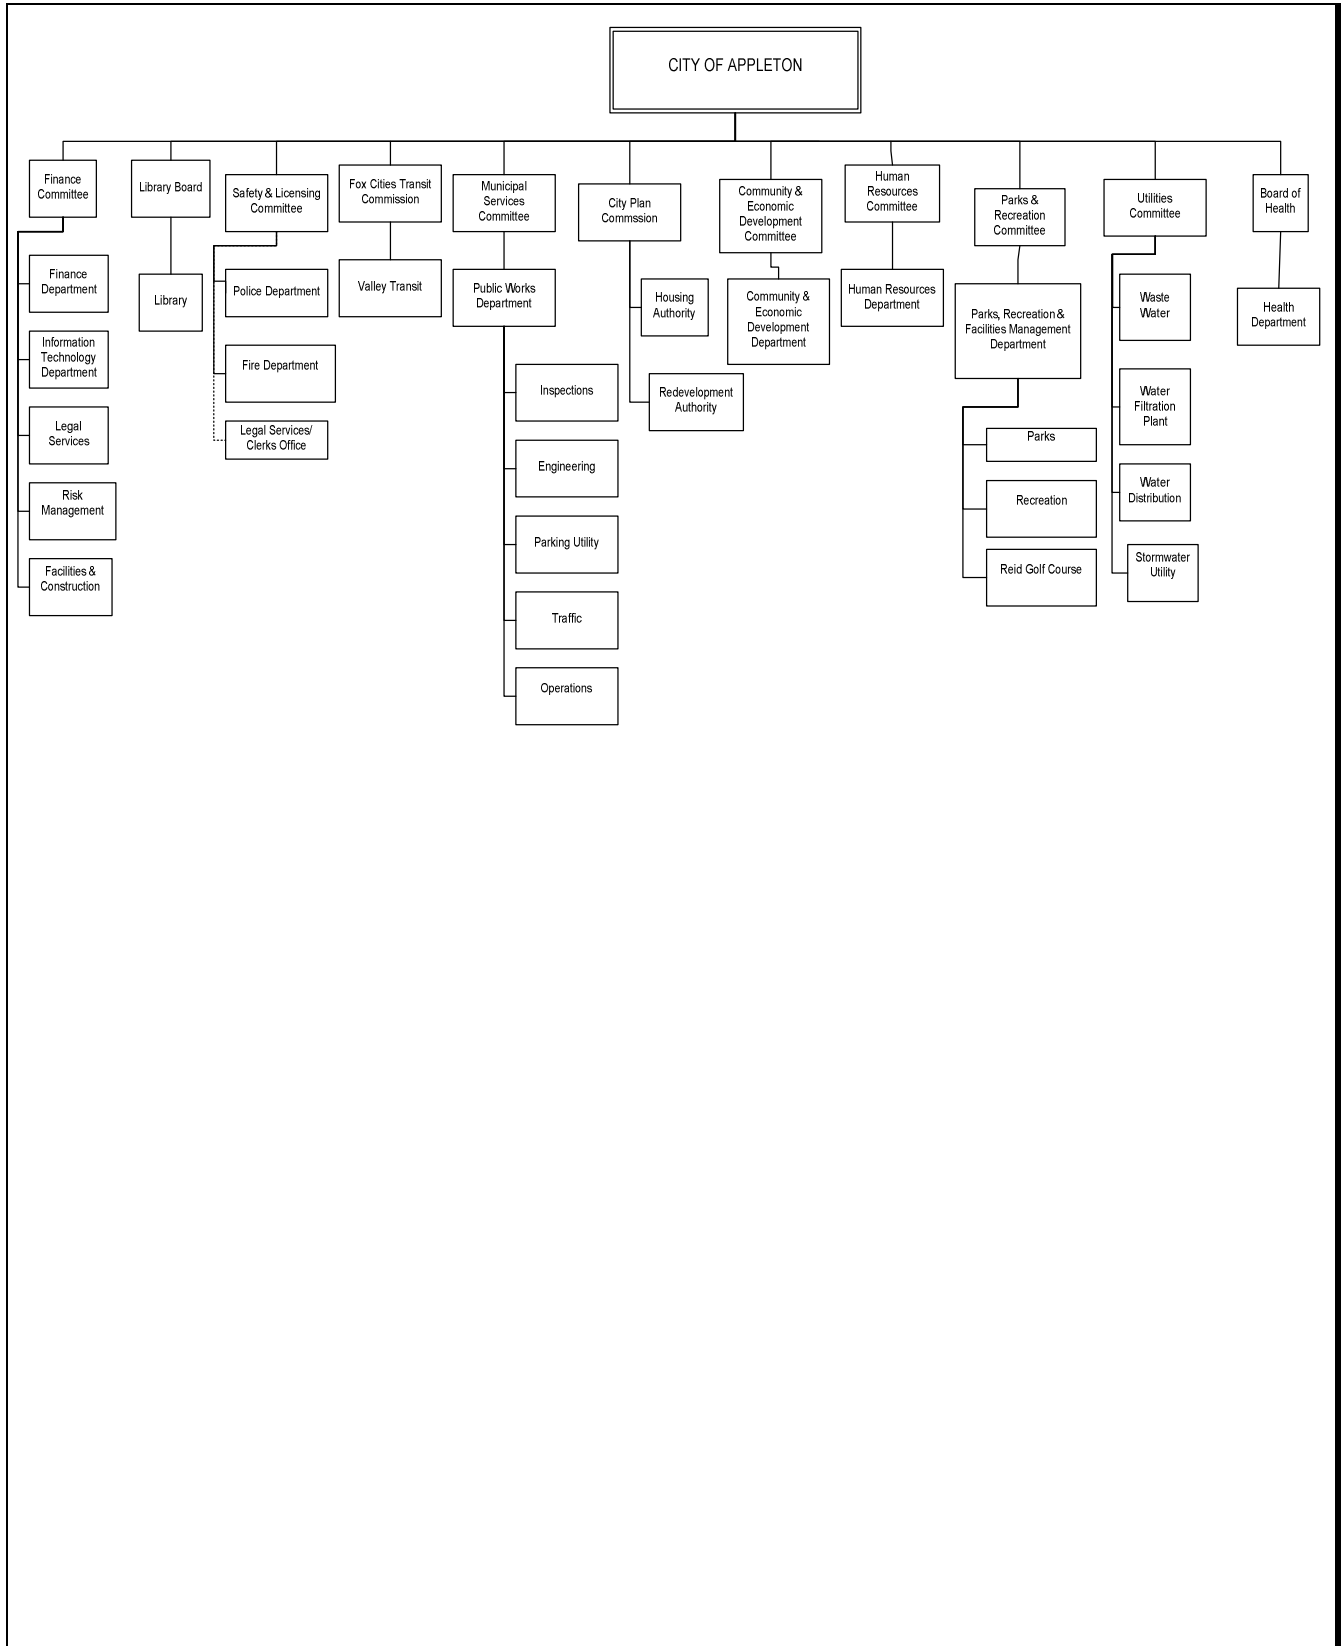 CITY OF APPLETON
Finance
Committee
Library Board
Safety & Licensing
Committee
Fox Cities Transit
Commission
Municipal
Services
Committee
City Plan
Commssion
Community &
Economic
Development
Committee
Human
Resources
Committee
Parks &
Recreation
Committee
Utilities
Committee
Board of
Health
Finance
Department
Library
Police Department
Valley Transit
Public Works
Department
Housing
Authority
Community &
Economic
Development
Department
Human Resources
Department
Parks, Recreation &
Facilities Management
Department
Waste
Water
Health
Department
Information
Technology
Department
Fire Department
Inspections
Redevelopment
Authority
Water
Filtration
Plant
Legal
Services
Legal Services/
Clerks Office
Engineering
Parks
Water
Distribution
Risk
Management
Parking Utility
Recreation
Stormwater
Utility
Facilities &
Construction
Traffic
Reid Golf Course
Operations